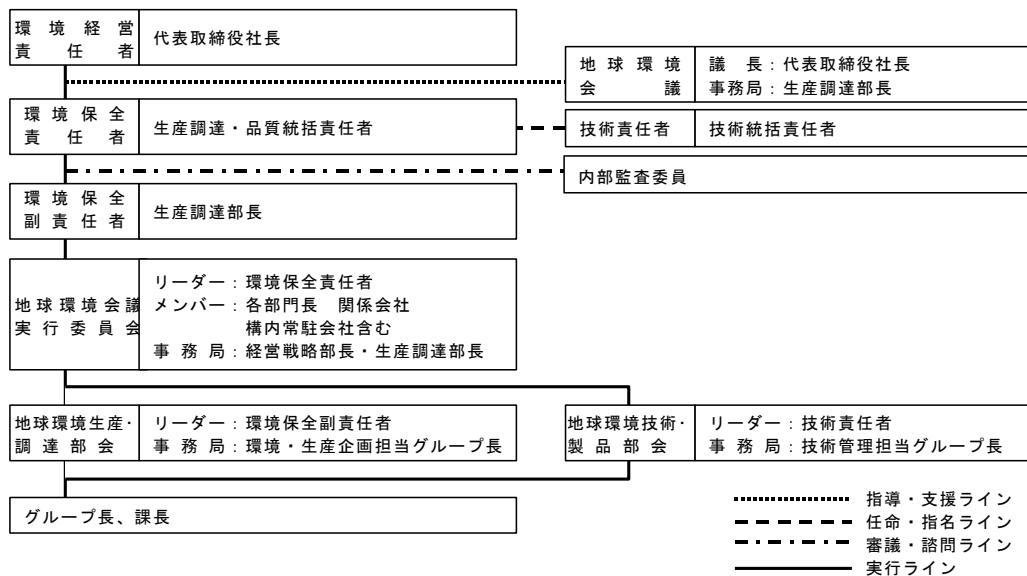 環境経営
責任者
代表取締役社長
地球環境
会議
議長：代表取締役社長
事務局：生産調達部長
環境保全
責任者
生産調達・品質統括責任者
技術責任者
技術統括責任者
内部監査委員
環境保全
副責任者
生産調達部長
地球環境会議
実行委員会
リーダー：環境保全責任者
メンバー：各部門長　関係会社
構内常駐会社含む
事務局：経営戦略部長・生産調達部長
地球環境生産・
調達部会
リーダー：環境保全副責任者
事務局：環境・生産企画担当グループ長
地球環境技術・
製品部会
リーダー：技術責任者
事務局：技術管理担当グループ長
グループ長、課長
指導・支援ライン
任命・指名ライン
審議・諮問ライン
実行ライン